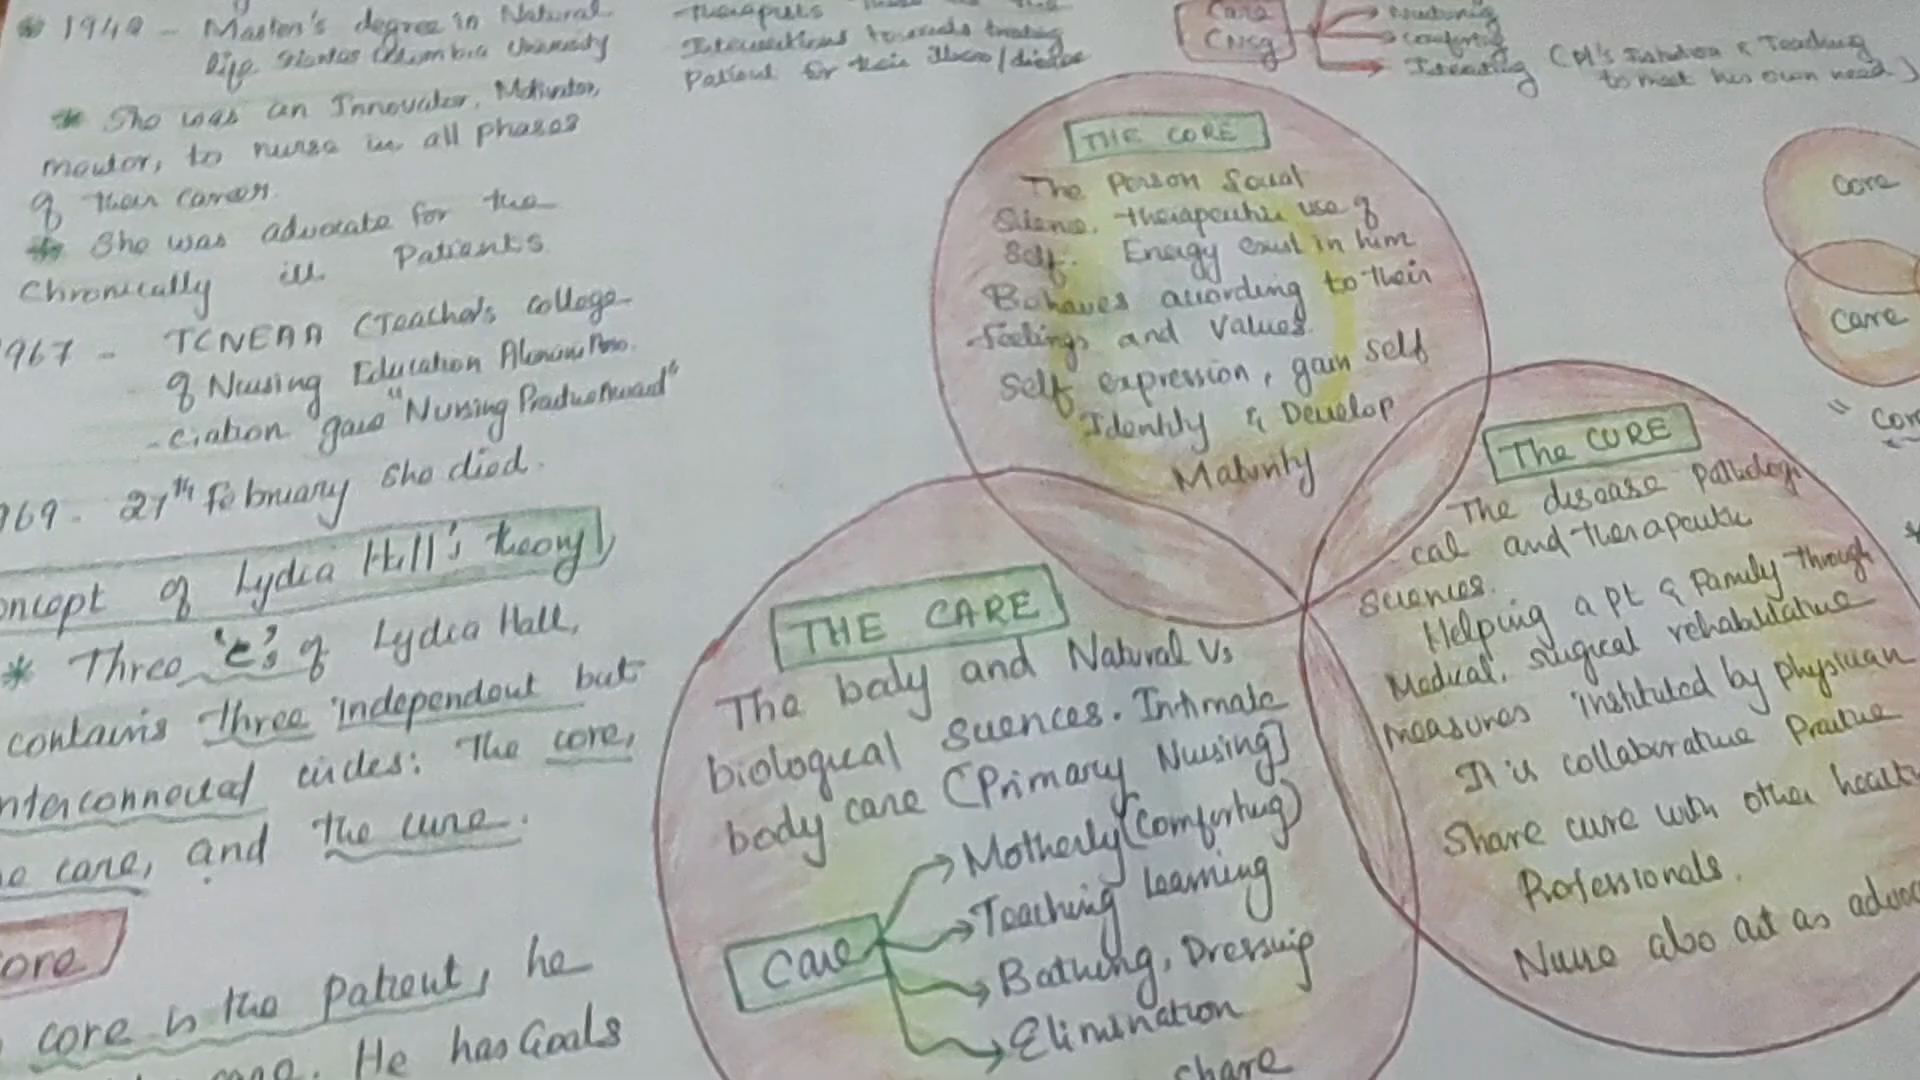 1942 - Master's degree in Natural
life Columbia University
* She was an Innovator, Motivator,
mentor, to nurse in all phases
of their career.
* She was advocate for the
chronically ill Patients.
967 - TCNEAA (Teachers college
of Nursing Education Alumni Asso.
-ciation gave "Nursing Practice Award"
969 - 27th February she died.
oncept of Lydia Hall's theory
* Three 'c's of Lydia Hall,
contains three independent but
nterconnected circles: The core,
e care, and the cure.
ore
core is the patient, he
He has Goals
Interventions towards treating
Patient for their illness/disease
Care
CNsg
Nurturing
Comforting
(Pt's & Teaching
to meet his own need)
THE CORE
The Person Social
Science, therapeutic use of
Self. Energy exist in him
Behaves according to their
feelings and values.
Self expression, gain self
Identity & Develop
Maturity
core
care
The CURE
The disease Pathologi
cal and therapeutic
sciences.
Helping a pt & family through
Medical, surgical rehabilitative
measures instituted by physician
It is collaborative Practice
Share cure with other health
Professionals.
Nurse also act as advoca
THE CARE
The body and Natural Vs
biological sciences. Intimate
body care (Primary Nursing)
Care
Motherly (Comforting)
Teaching Learning
Bathing, Dressing
Elimination
share